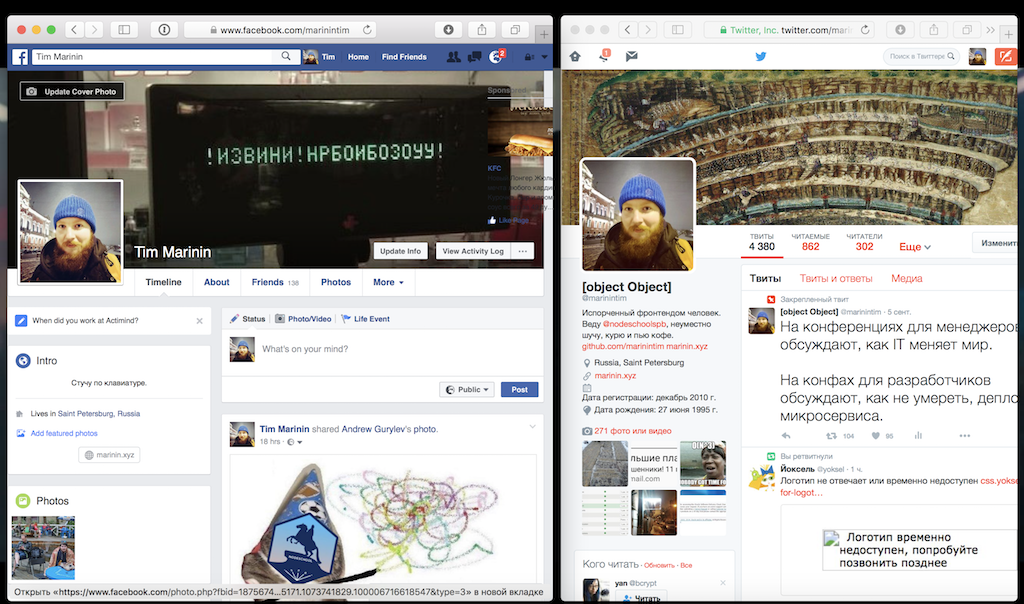 www.facebook.com/marinintim
Tim Marinin
Tim
Home
Find Friends
2
Update Cover Photo
!ИЗВИНИ!НРБОИБОЗОУУ!
KFC
Tim Marinin
Update Info
View Activity Log
Timeline
About
Friends 138
Photos
More
When did you work at Actimind?
Intro
Стучу по клавиатуре.
Lives in Saint Petersburg, Russia
Add featured photos
marinin.xyz
Photos
Status
Photo/Video
Life Event
What's on your mind?
Public
Post
Tim Marinin shared Andrew Gurylev's photo.
18 hrs ·
Открыть «https://www.facebook.com/photo.php?fbid=1875674...5171.1073741829.100006716618547&type=3» в новой вкладке
Twitter, Inc. twitter.com/mari
1
Поиск в Твиттере
ТВИТЫ
4 380
ЧИТАЕМЫЕ
862
ЧИТАТЕЛИ
302
Еще
Изменит
[object Object]
@marinintim
Испорченный фронтендом человек.
Веду @nodeschoolspb, неуместно
шучу, курю и пью кофе.
github.com/marinintim marinin.xyz
Russia, Saint Petersburg
marinin.xyz
Дата регистрации: декабрь 2010 г.
Дата рождения: 27 июня 1995 г.
271 фото или видео
льшие пла
шенники! 11
mail.com
Кого читать · Обновить · Все
yan @bcrypt
Читать
Твиты
Твиты и ответы
Медиа
Закрепленный твит
[object Object] @marinintim · 5 сент.
На конференциях для менеджеров
обсуждают, как IT меняет мир.
На конфах для разработчиков
обсуждают, как не умереть, депло
микросервиса.
104
95
Вы ретвитнули
Йоксель @yoksel · 1 ч.
Логотип не отвечает или временно недоступен css.yokse
for-logot…
Логотип временно
недоступен, попробуйте
позвонить позднее